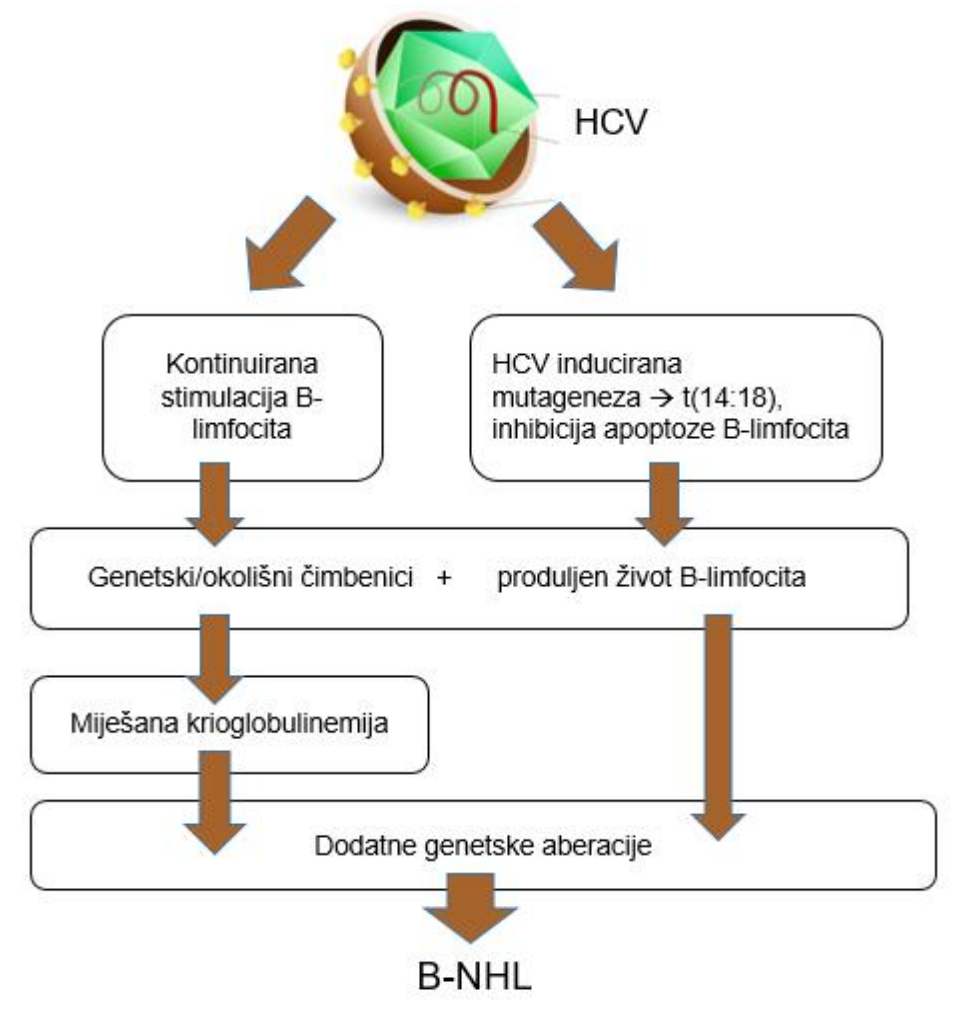 HCV
Kontinuirana
stimulacija B-
limfocita
HCV inducirana
mutageneza → t(14:18),
inhibicija apoptoze B-limfocita
Genetski/okolišni čimbenici + produljen život B-limfocita
Miješana krioglobulinemija
Dodatne genetske aberacije
B-NHL